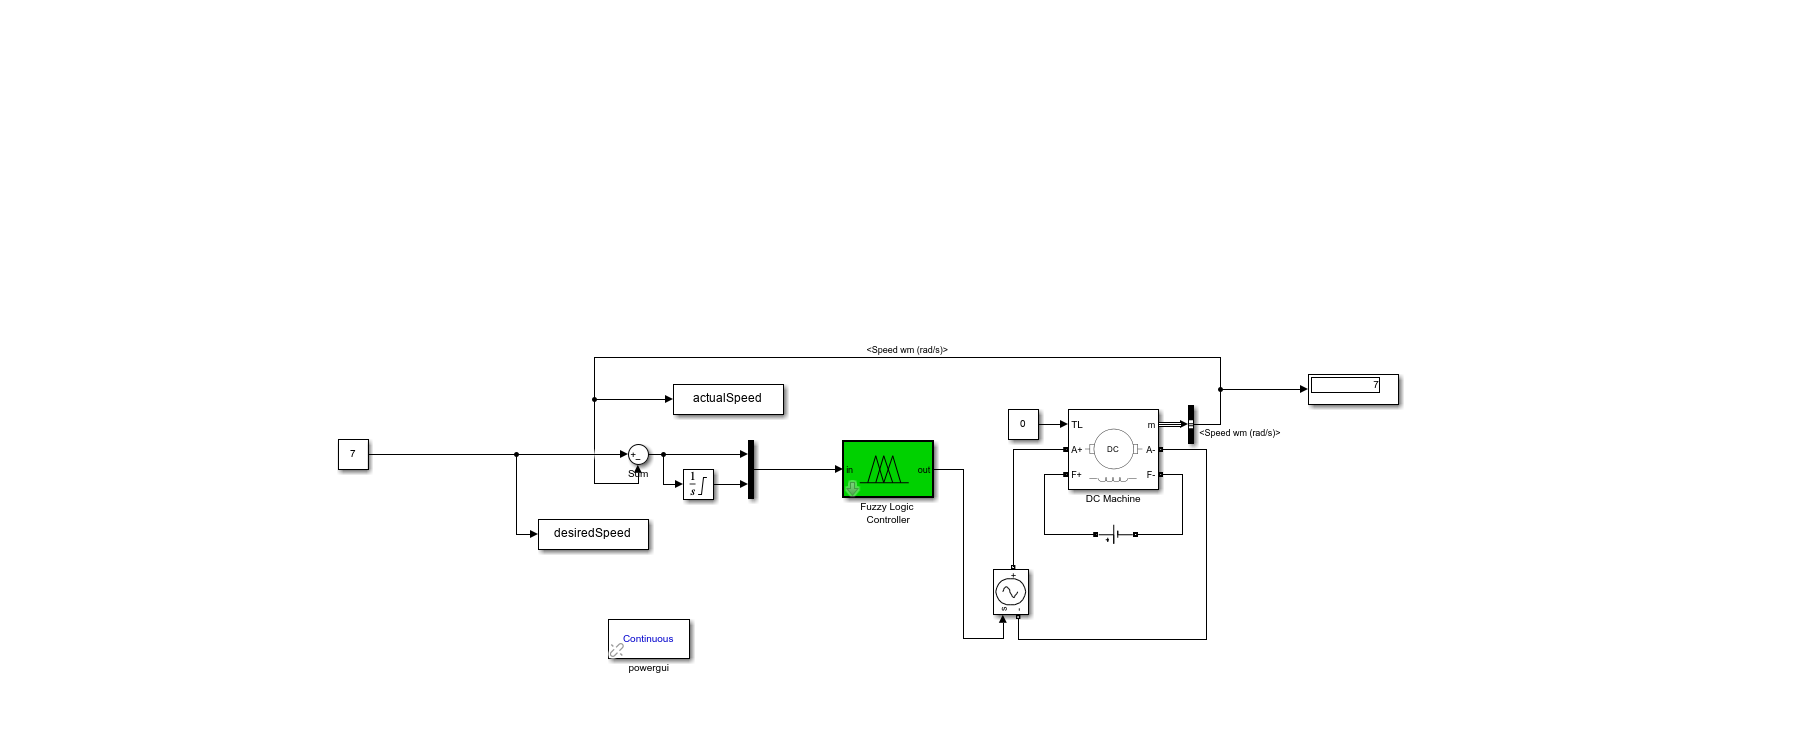 <Speed wm (rad/s)>
actualSpeed
7
7
+
−
Sum
1
s
desiredSpeed
in
out
Fuzzy Logic
Controller
0
TL
m
A+
DC
A-
F+
F-
DC Machine
<Speed wm (rad/s)>
+
+
s
-
Continuous
powergui